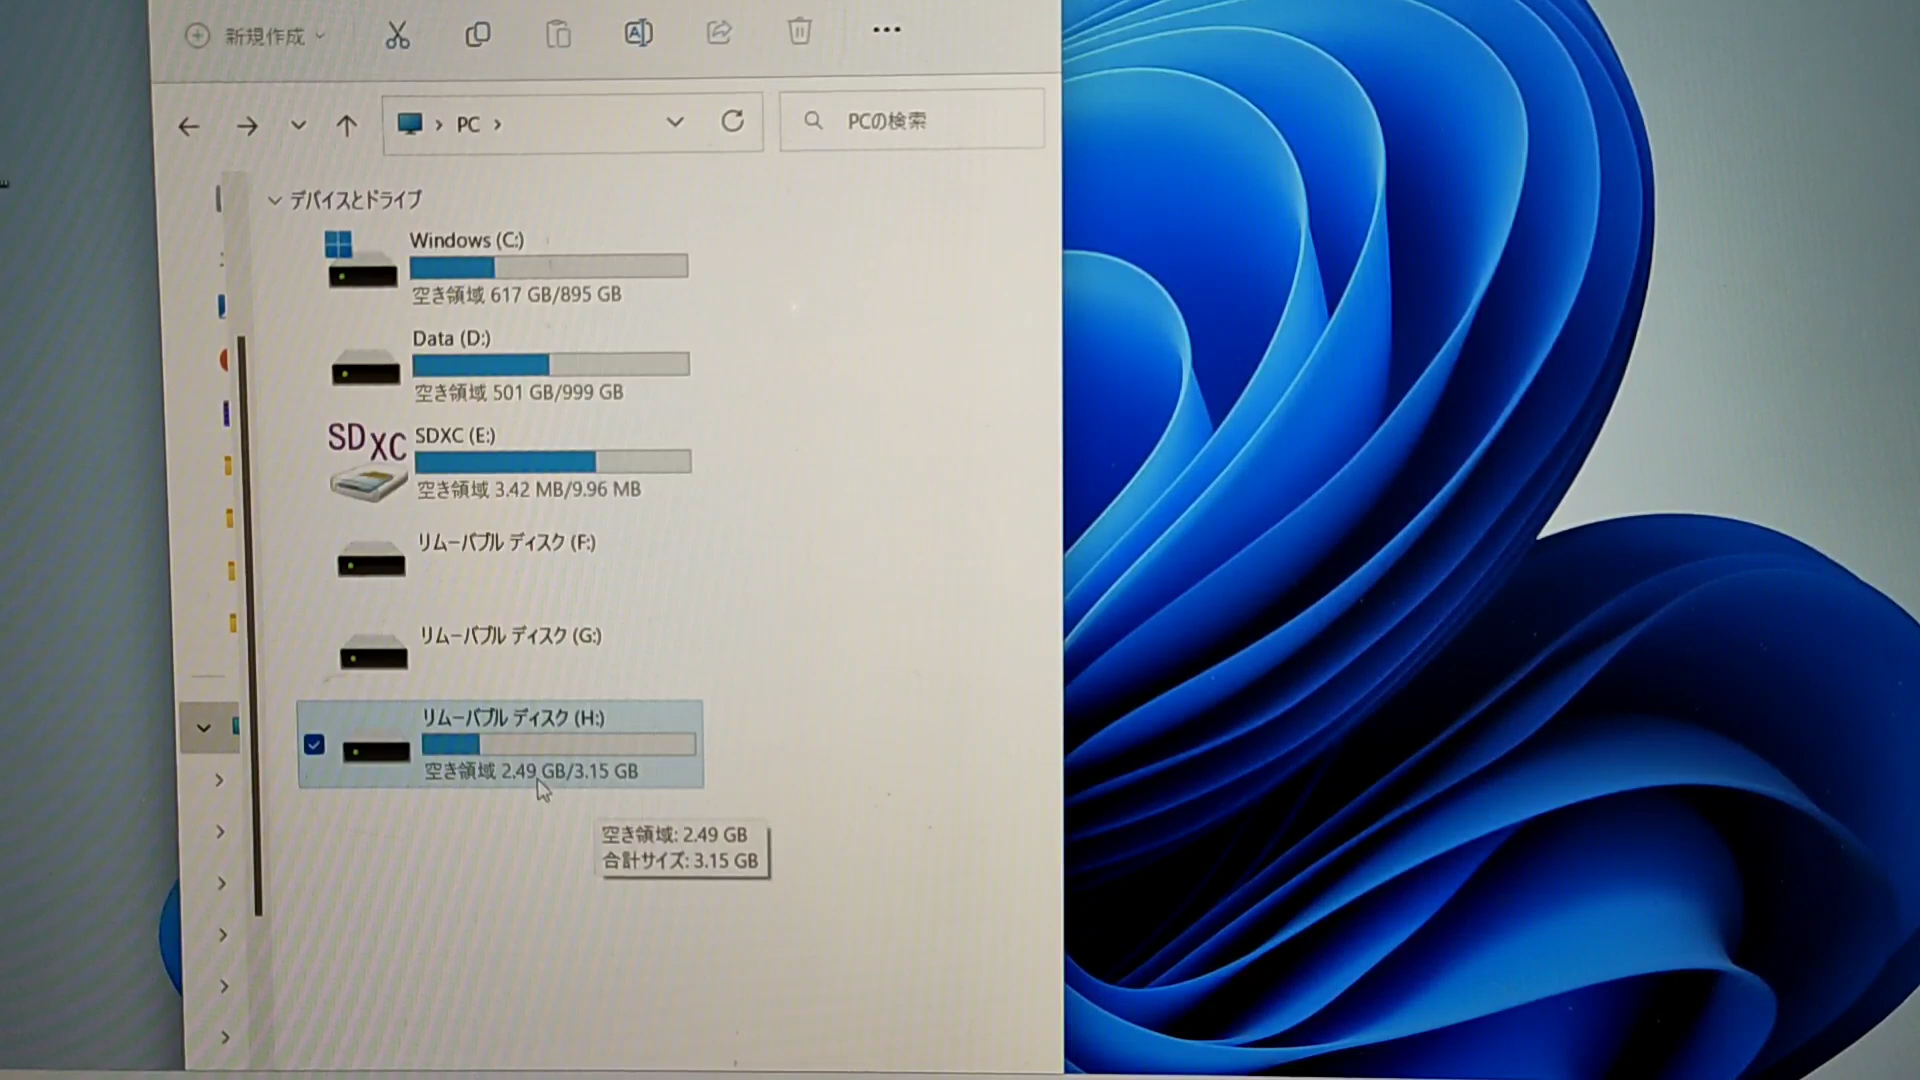 新規作成
PC
PCの検索
デバイスとドライブ
Windows (C:)
空き領域 617 GB/895 GB
Data (D:)
空き領域 501 GB/999 GB
SDXC
SDXC (E:)
空き領域 3.42 MB/9.96 MB
リムーバブル ディスク (F:)
リムーバブル ディスク (G:)
リムーバブル ディスク (H:)
空き領域 2.49 GB/3.15 GB
空き領域: 2.49 GB
合計サイズ: 3.15 GB